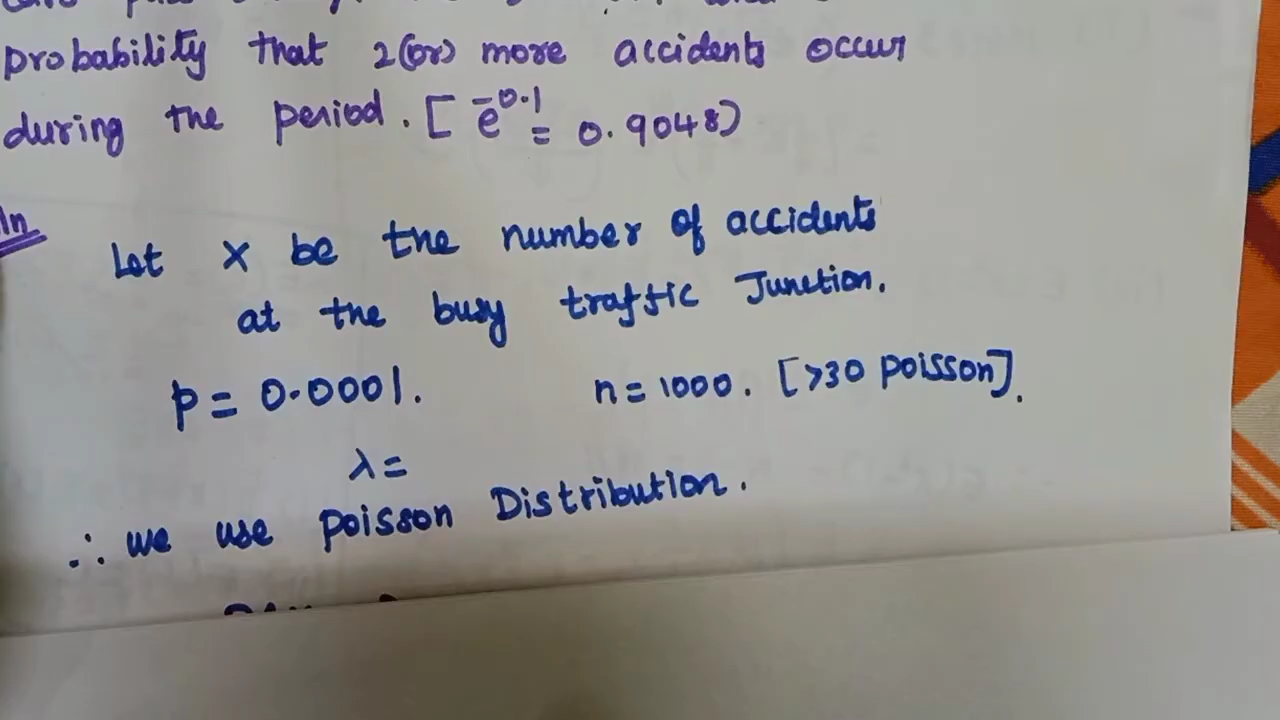 probability that 2(or) more accidents occur
during the period. [ e^-0.1 = 0.9048)
ln
Let X be the number of accidents
at the busy traffic Junction.
p = 0.0001. n = 1000. [>30 poisson].
λ =
∴ we use poisson Distribution.